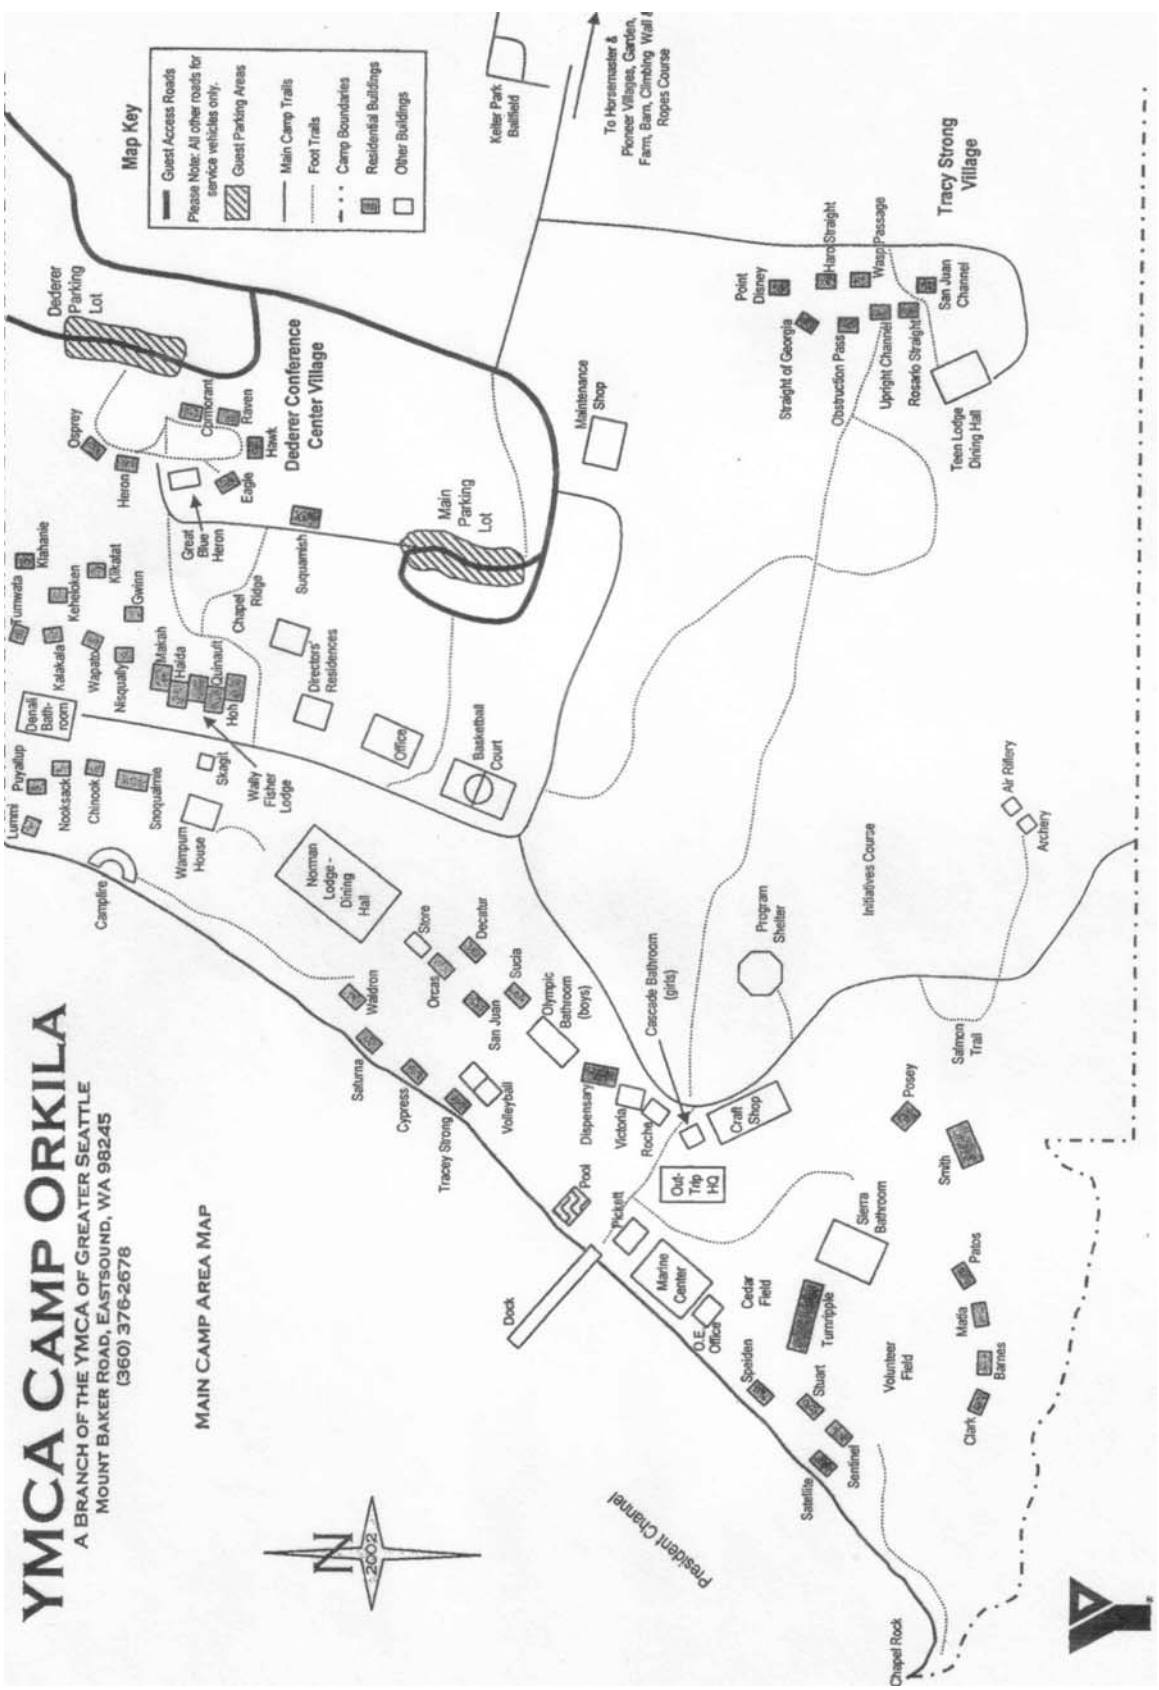 YMCA CAMP ORKILA
A BRANCH OF THE YMCA OF GREATER SEATTLE
MOUNT BAKER ROAD, EASTSOUND, WA 98245
(360) 376-2678
MAIN CAMP AREA MAP
N
2002
Map Key
Guest Access Roads
Please Note: All other roads for
service vehicles only.
Guest Parking Areas
Main Camp Trails
Foot Trails
Camp Boundaries
Residential Buildings
Other Buildings
Dederer
Parking
Lot
Keiter Park
Ballfield
To Horsemaster &
Pioneer Villages, Garden,
Farm, Barn, Climbing Wall &
Ropes Course
Osprey
Heron
Cormorant
Raven
Hawk
Eagle
Dederer Conference
Center Village
Great
Blue
Heron
Suquamish
Chapel
Ridge
Main
Parking
Lot
Maintenance
Shop
Klahanie
Tumwata
Keheloken
Klikatat
Gwinn
Kalakala
Wapato
Nisqually
Makah
Haida
Quinault
Hoh
Denali
Bath-
room
Wally
Fisher
Lodge
Directors'
Residences
Office
Basketball
Court
Puyallup
Lummi
Nooksack
Chinook
Snoqualmie
Skagit
Wampum
House
Campfire
Norman
Lodge -
Dining
Hall
Store
Orcas
Decatur
Sucia
San Juan
Waldron
Saturna
Cypress
Tracey Strong
Volleyball
Olympic
Bathroom
(boys)
Cascade Bathroom
(girls)
Dispensary
Victoria
Roche
Craft
Shop
Pool
Pickett
Out-
Trip
HQ
Dock
Marine
Center
O.E.
Office
Cedar
Field
Turnripple
Sierra
Bathroom
Speiden
Stuart
Sentinel
Satellite
Volunteer
Field
Posey
Smith
Patos
Matia
Barnes
Clark
Chapel Rock
President Channel
Program
Shelter
Initiatives Course
Salmon
Trail
Air Riflery
Archery
Tracy Strong
Village
Point
Disney
Haro Straight
Wasp Passage
San Juan
Channel
Straight of Georgia
Obstruction Pass
Upright Channel
Rosario Straight
Teen Lodge
Dining Hall
Y